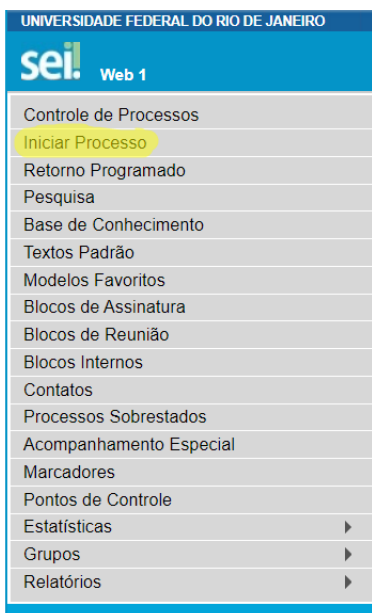 UNIVERSIDADE FEDERAL DO RIO DE JANEIRO
sei! Web 1
Controle de Processos
Iniciar Processo
Retorno Programado
Pesquisa
Base de Conhecimento
Textos Padrão
Modelos Favoritos
Blocos de Assinatura
Blocos de Reunião
Blocos Internos
Contatos
Processos Sobrestados
Acompanhamento Especial
Marcadores
Pontos de Controle
Estatísticas
Grupos
Relatórios